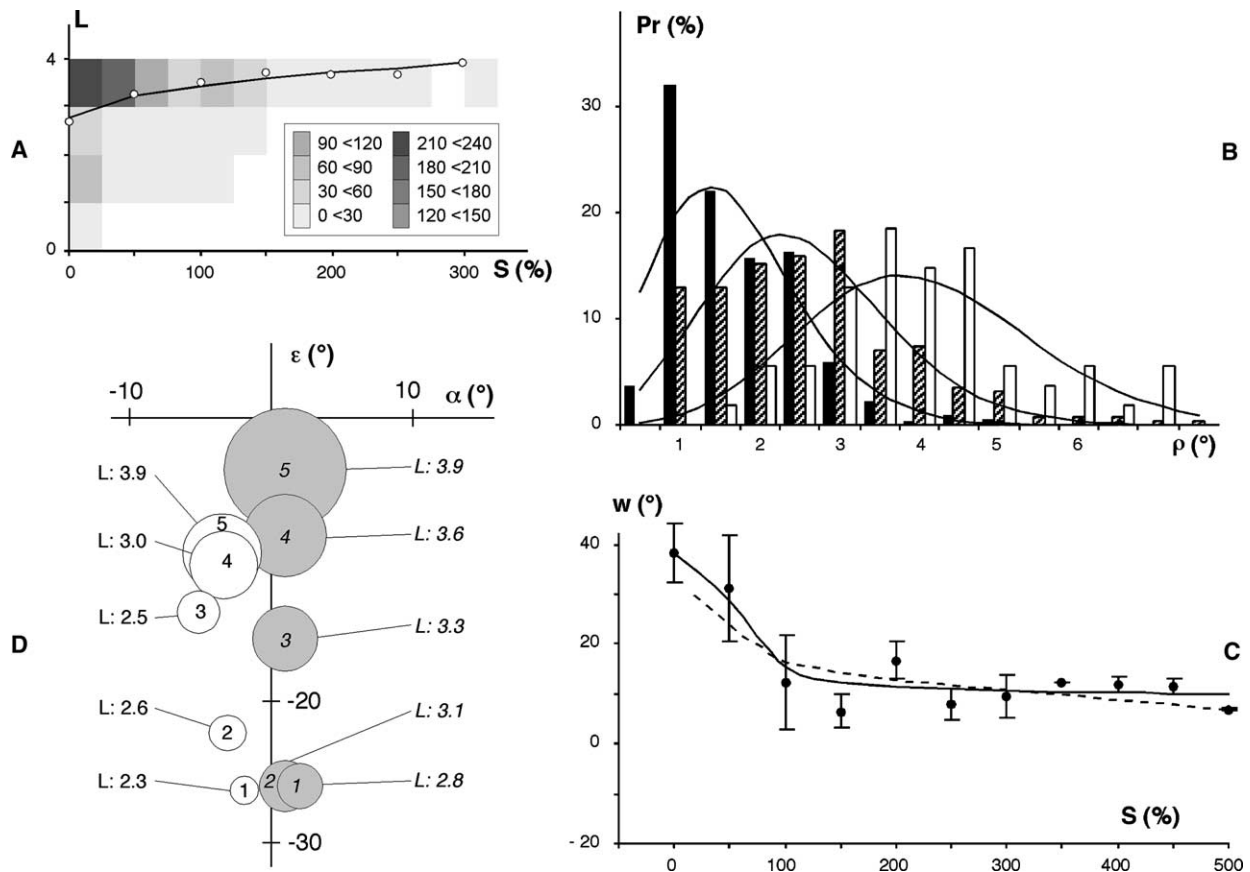 L
4
A
90 <120 210 <240
60 <90 180 <210
30 <60 150 <180
0 <30 120 <150
0
0 100 200 300
S (%)
Pr (%)
30
B
20
10
0
1 2 3 4 5 6 ρ (°)
ε (°)
-10 10
α (°)
L: 3.9 5 L: 3.9
5
L: 3.0 4 4 L: 3.6
L: 2.5 3 3 L: 3.3
D
-20
L: 2.6 2 L: 3.1
L: 2.3 1 2 1 L: 2.8
-30
w (°)
40
20
C
0
S (%)
- 20
0 100 200 300 400 500